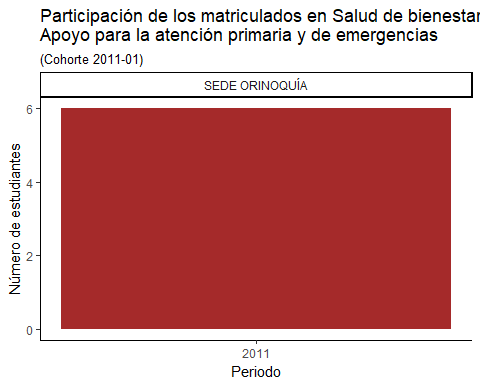 Participación de los matriculados en Salud de bienestar
Apoyo para la atención primaria y de emergencias
(Cohorte 2011-01)
SEDE ORINOQUÍA
Número de estudiantes
6
4
2
0
2011
Periodo